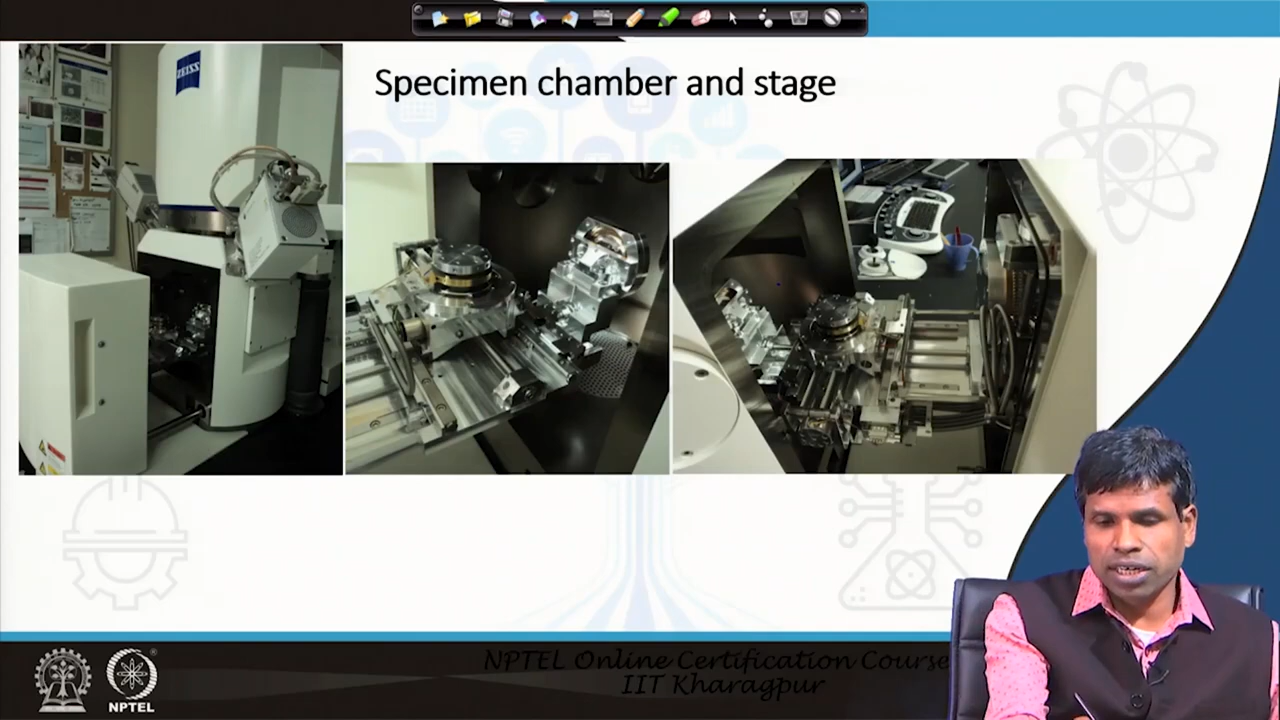 Specimen chamber and stage
ZEISS
NPTEL Online Certification Course
IIT Kharagpur
NPTEL